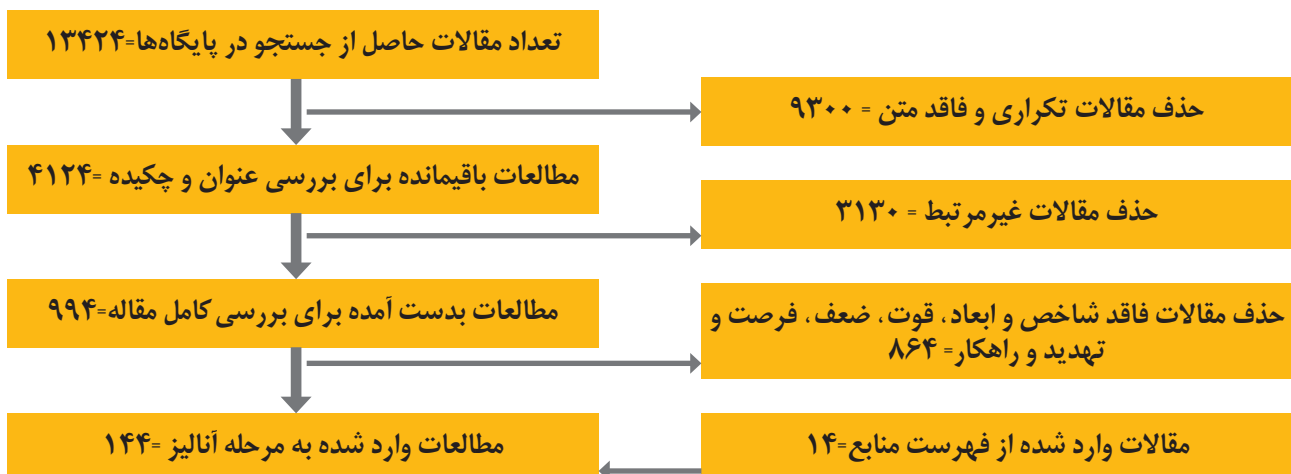 تعداد مقالات حاصل از جستجو در پایگاه‌ها=۱۳۴۲۴
حذف مقالات تکراری و فاقد متن = ۹۳۰۰
مطالعات باقیمانده برای بررسی عنوان و چکیده =۴۱۲۴
حذف مقالات غیرمرتبط = ۳۱۳۰
مطالعات بدست آمده برای بررسی کامل مقاله=۹۹۴
حذف مقالات فاقد شاخص و ابعاد، قوت، ضعف، فرصت و
تهدید و راهکار= ۸۶۴
مقالات وارد شده از فهرست منابع=۱۴
مطالعات وارد شده به مرحله آنالیز =۱۴۴